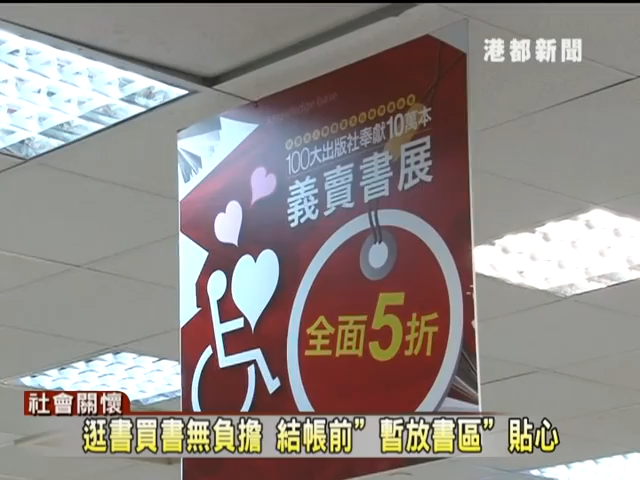 港都新聞
100大出版社奉獻10萬本
義賣書展
全面5折
社會關懷
逛書買書無負擔 結帳前”暫放書區”貼心